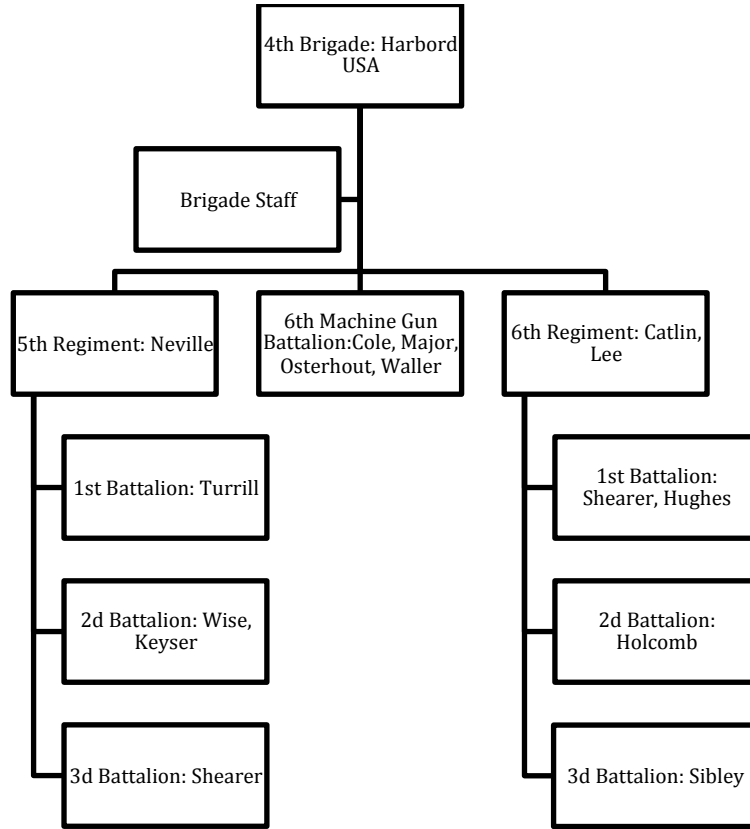 4th Brigade: Harbord
USA
Brigade Staff
5th Regiment: Neville
6th Machine Gun
Battalion:Cole, Major,
Osterhout, Waller
6th Regiment: Catlin,
Lee
1st Battalion: Turrill
1st Battalion:
Shearer, Hughes
2d Battalion: Wise,
Keyser
2d Battalion:
Holcomb
3d Battalion: Shearer
3d Battalion: Sibley